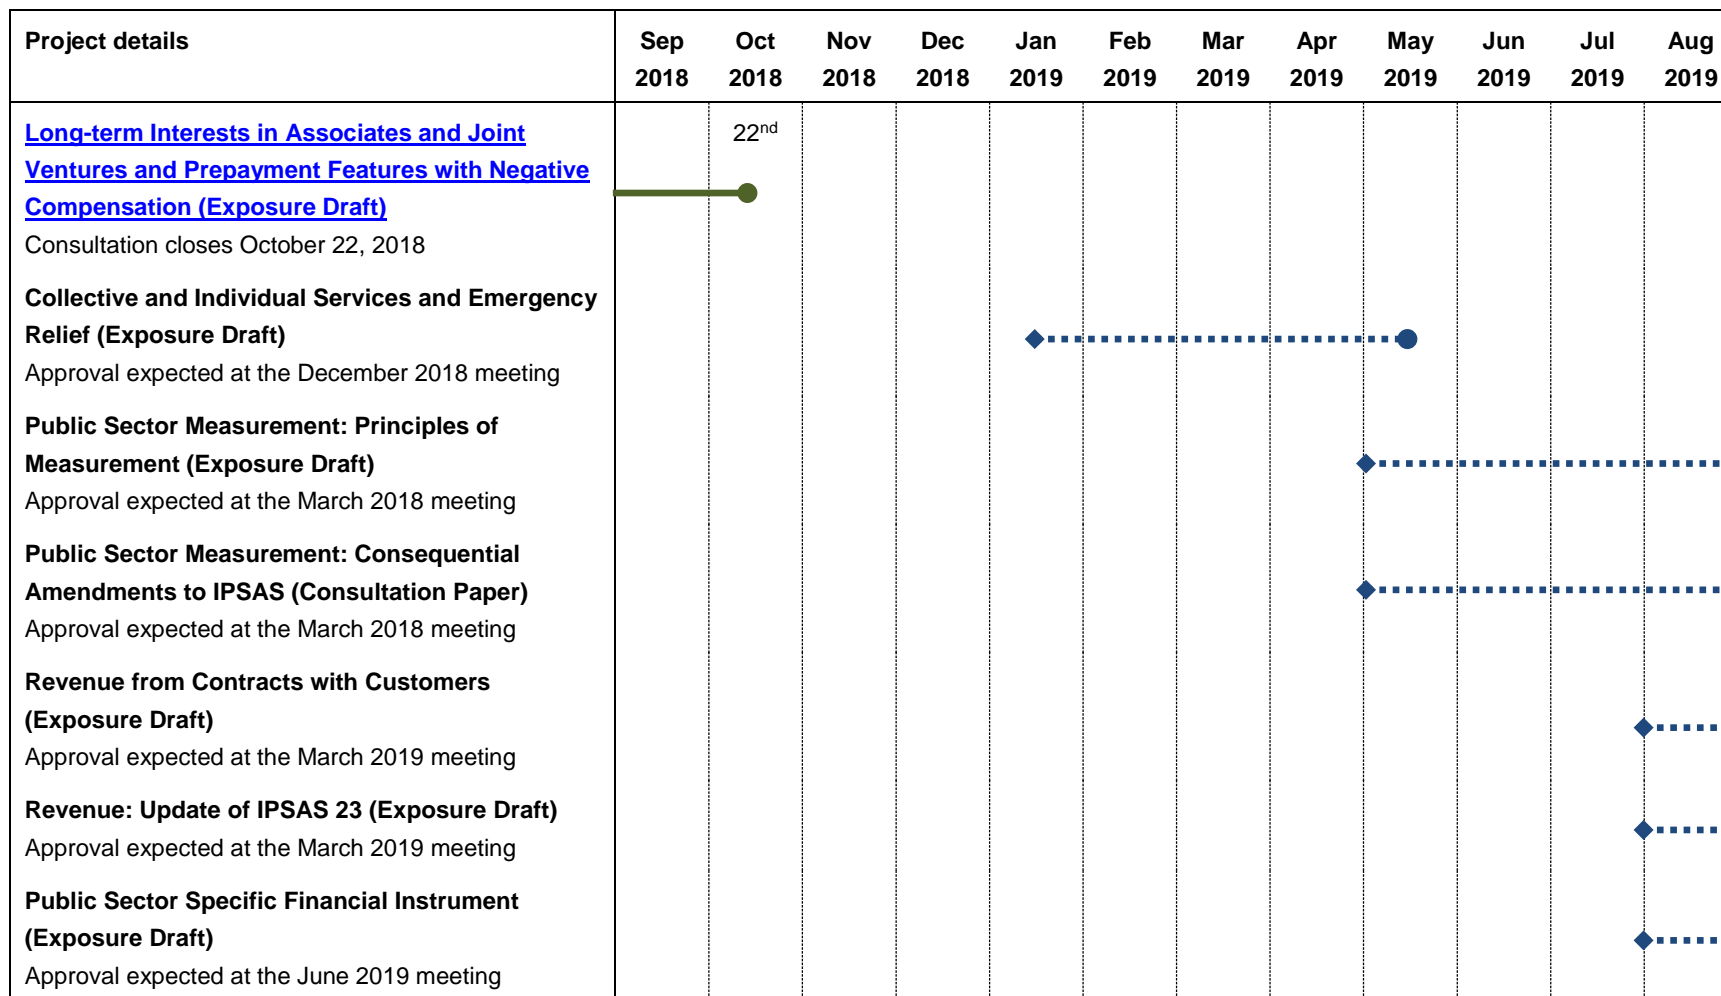 Project details
Sep Oct Nov Dec Jan Feb Mar Apr May Jun Jul Aug
2018 2018 2018 2018 2019 2019 2019 2019 2019 2019 2019 2019
Long-term Interests in Associates and Joint
Ventures and Prepayment Features with Negative
Compensation (Exposure Draft)
Consultation closes October 22, 2018
22nd
Collective and Individual Services and Emergency
Relief (Exposure Draft)
Approval expected at the December 2018 meeting
Public Sector Measurement: Principles of
Measurement (Exposure Draft)
Approval expected at the March 2018 meeting
Public Sector Measurement: Consequential
Amendments to IPSAS (Consultation Paper)
Approval expected at the March 2018 meeting
Revenue from Contracts with Customers
(Exposure Draft)
Approval expected at the March 2019 meeting
Revenue: Update of IPSAS 23 (Exposure Draft)
Approval expected at the March 2019 meeting
Public Sector Specific Financial Instrument
(Exposure Draft)
Approval expected at the June 2019 meeting